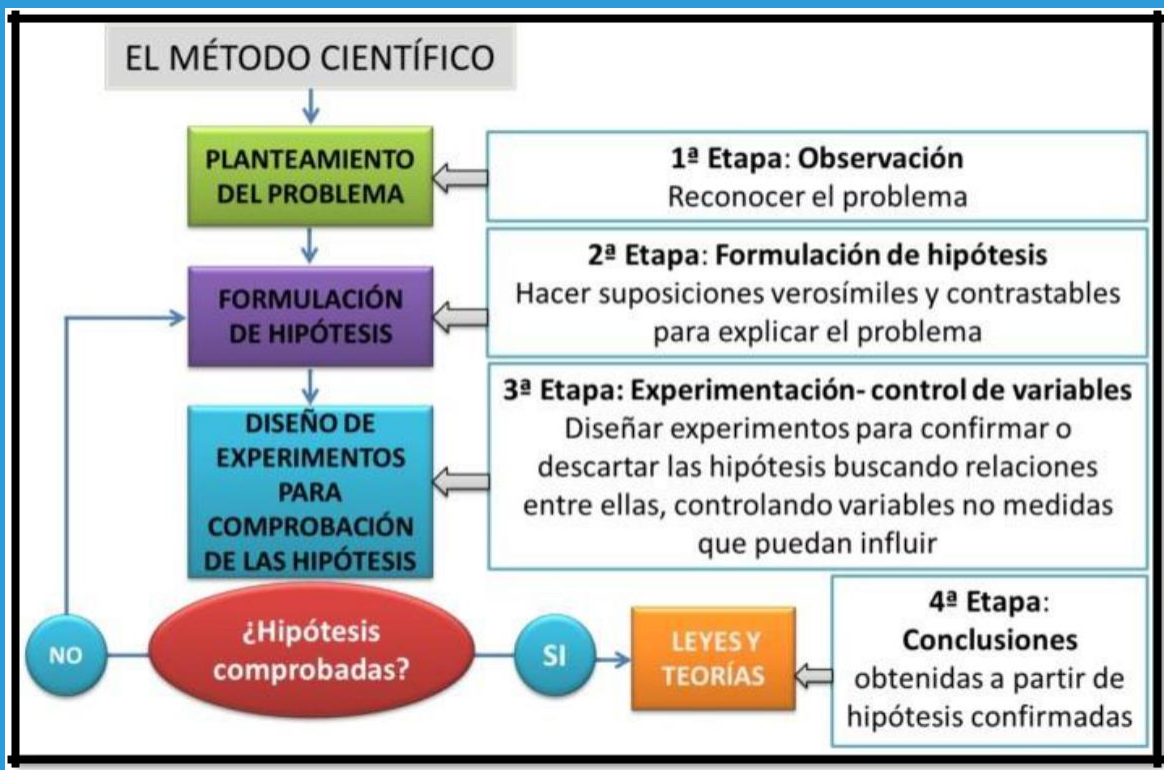 EL MÉTODO CIENTÍFICO
PLANTEAMIENTO
DEL PROBLEMA
1ª Etapa: Observación
Reconocer el problema
FORMULACIÓN
DE HIPÓTESIS
2ª Etapa: Formulación de hipótesis
Hacer suposiciones verosímiles y contrastables
para explicar el problema
DISEÑO DE
EXPERIMENTOS
PARA
COMPROBACIÓN
DE LAS HIPÓTESIS
3ª Etapa: Experimentación- control de variables
Diseñar experimentos para confirmar o
descartar las hipótesis buscando relaciones
entre ellas, controlando variables no medidas
que puedan influir
NO
¿Hipótesis
comprobadas?
SI
LEYES Y
TEORÍAS
4ª Etapa:
Conclusiones
obtenidas a partir de
hipótesis confirmadas